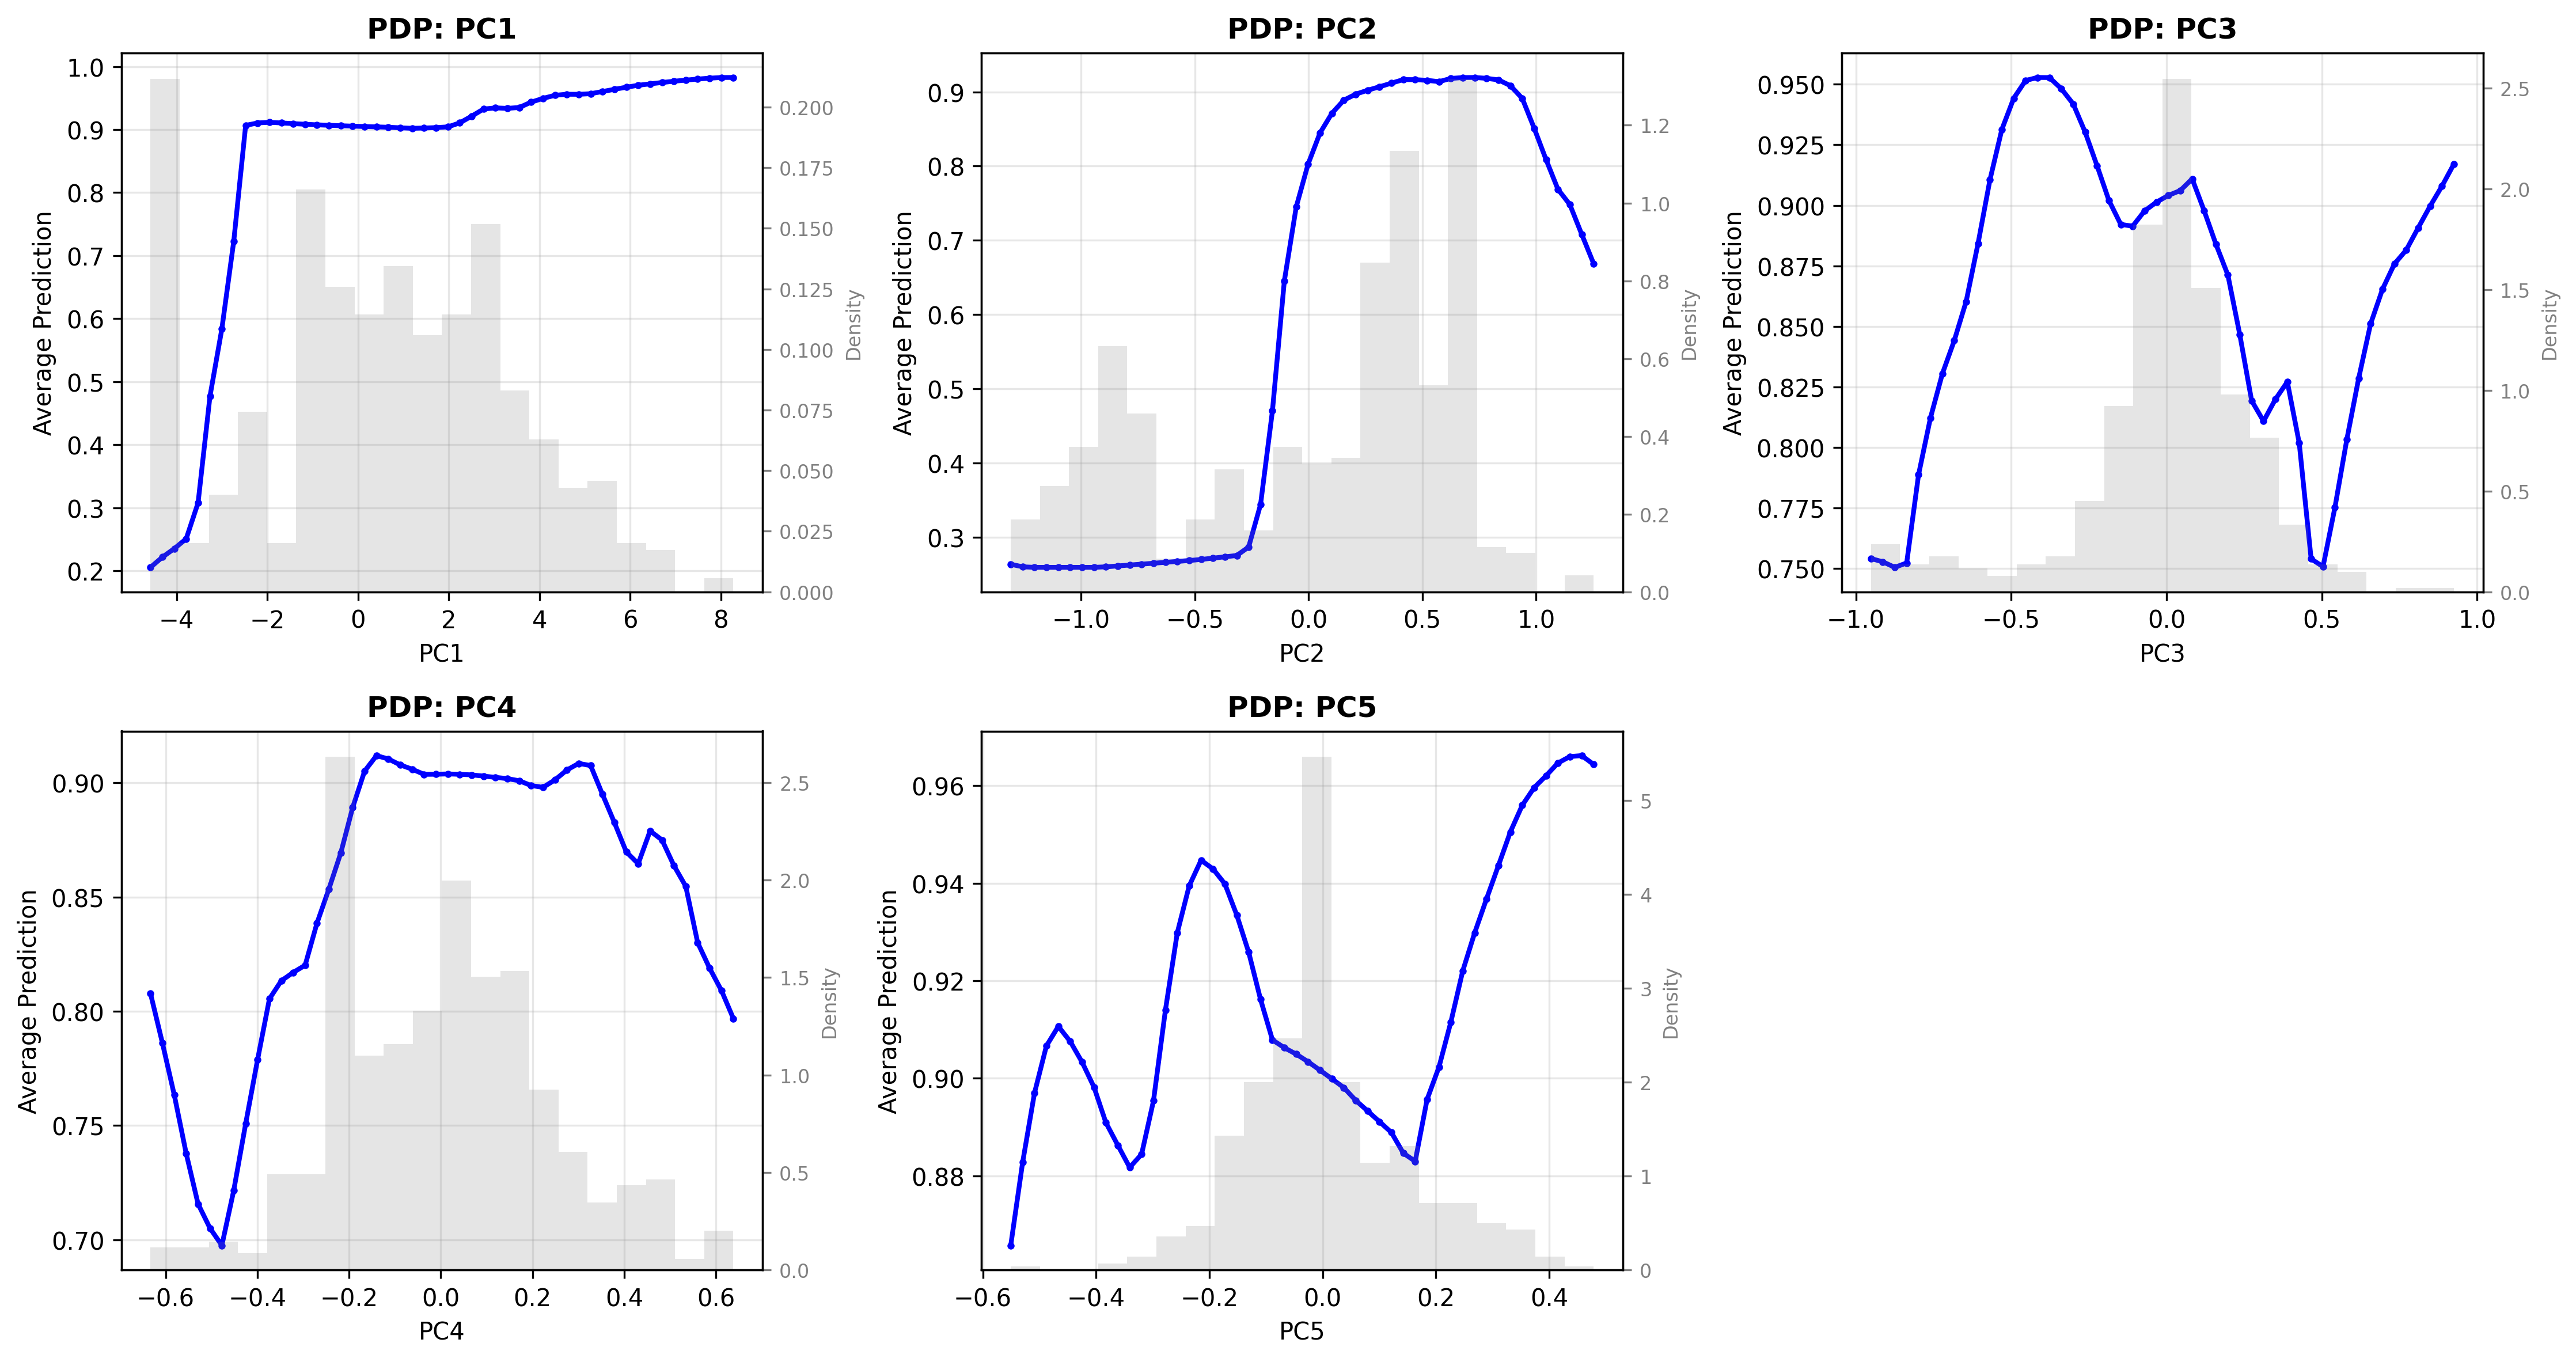 PDP: PC1
1.0
0.9
0.8
0.7
0.6
0.5
0.4
0.3
0.2
Average Prediction
0.200
0.175
0.150
0.125
0.100
0.075
0.050
0.025
0.000
Density
−4 −2 0 2 4 6 8
PC1
PDP: PC2
0.9
0.8
0.7
0.6
0.5
0.4
0.3
Average Prediction
1.2
1.0
0.8
0.6
0.4
0.2
0.0
Density
−1.0 −0.5 0.0 0.5 1.0
PC2
PDP: PC3
0.950
0.925
0.900
0.875
0.850
0.825
0.800
0.775
0.750
Average Prediction
2.5
2.0
1.5
1.0
0.5
0.0
Density
−1.0 −0.5 0.0 0.5 1.0
PC3
PDP: PC4
0.90
0.85
0.80
0.75
0.70
Average Prediction
2.5
2.0
1.5
1.0
0.5
0.0
Density
−0.6 −0.4 −0.2 0.0 0.2 0.4 0.6
PC4
PDP: PC5
0.96
0.94
0.92
0.90
0.88
Average Prediction
5
4
3
2
1
0
Density
−0.6 −0.4 −0.2 0.0 0.2 0.4
PC5